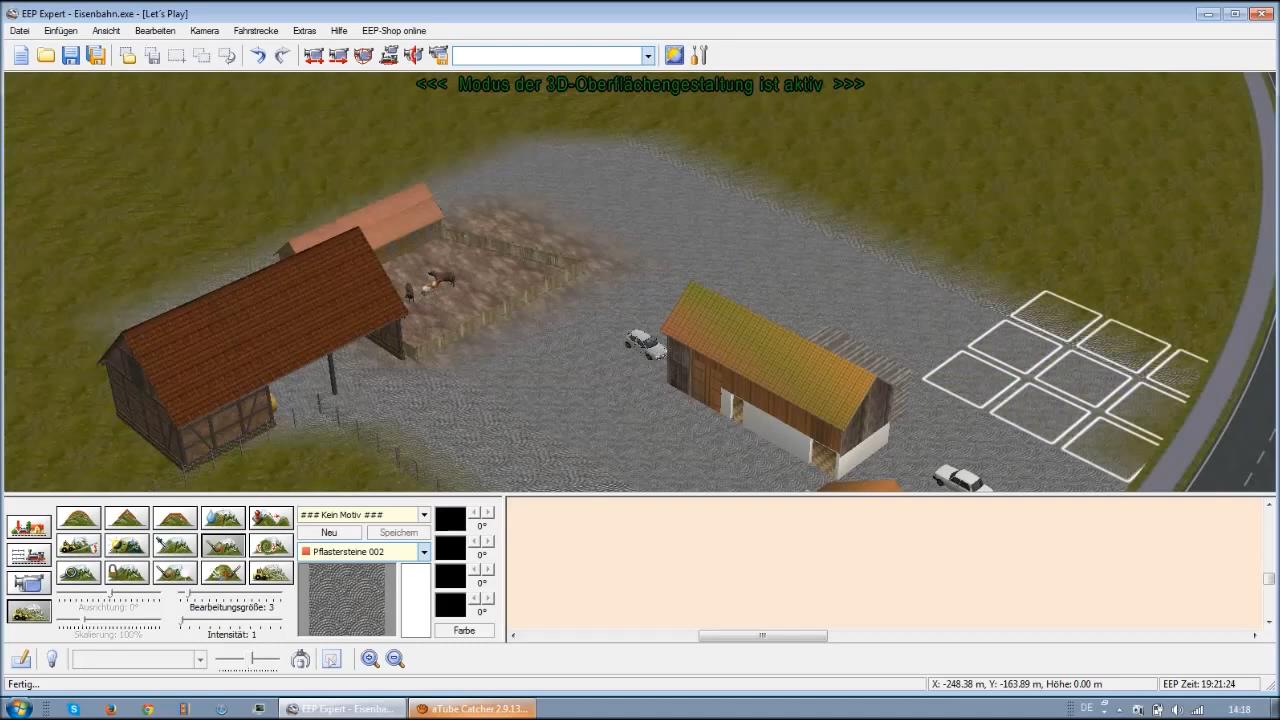 EEP Expert - Eisenbahn.exe - [Let´s Play]
Datei Einfügen Ansicht Bearbeiten Kamera Fahrstrecke Extras Hilfe EEP-Shop online
<<< Modus der 3D-Oberflächengestaltung ist aktiv >>>
### Kein Motiv ###
0°
Neu Speichern
Pflastersteine 002
0°
0°
Ausrichtung: 0° Bearbeitungsgröße: 3
0°
Skalierung: 100% Intensität: 1 Farbe
Fertig... X: -248.38 m, Y: -163.89 m, Höhe: 0.00 m EEP Zeit: 19:21:24
EEP Expert - Eisenba... aTube Catcher 2.9.13... DE 14:18